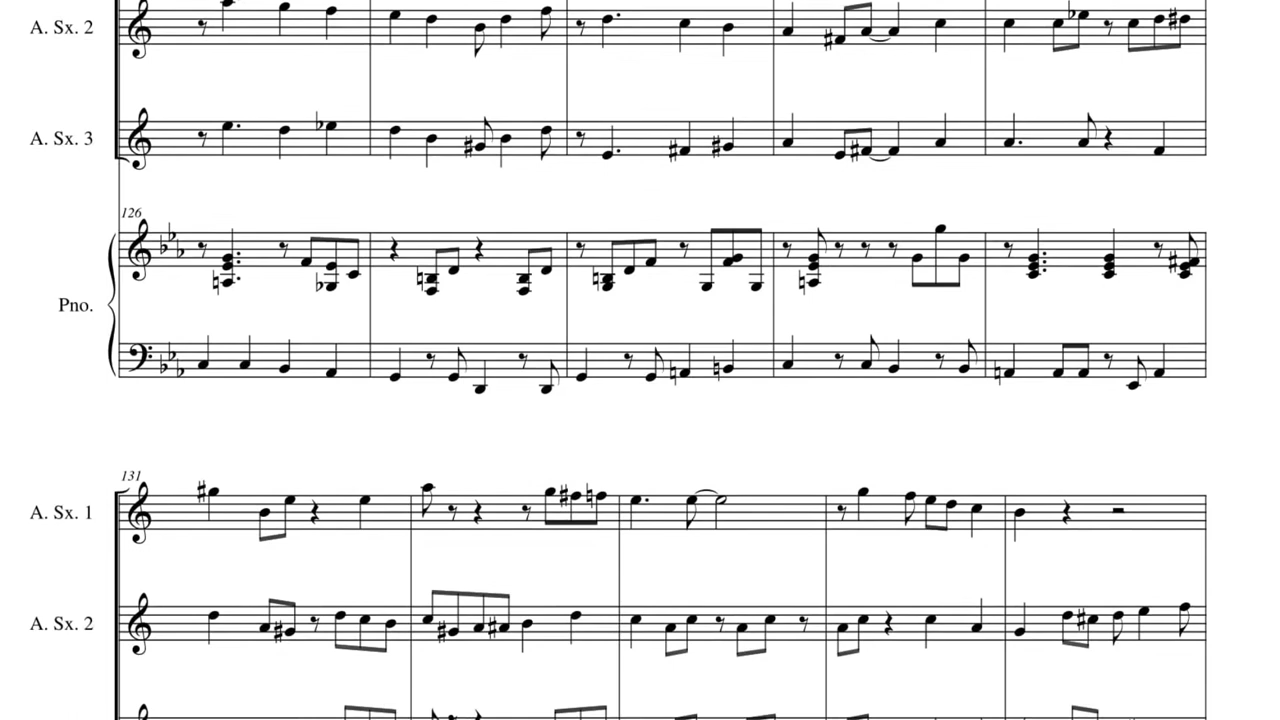 A. Sx. 2
A. Sx. 3
126
Pno.
131
A. Sx. 1
A. Sx. 2